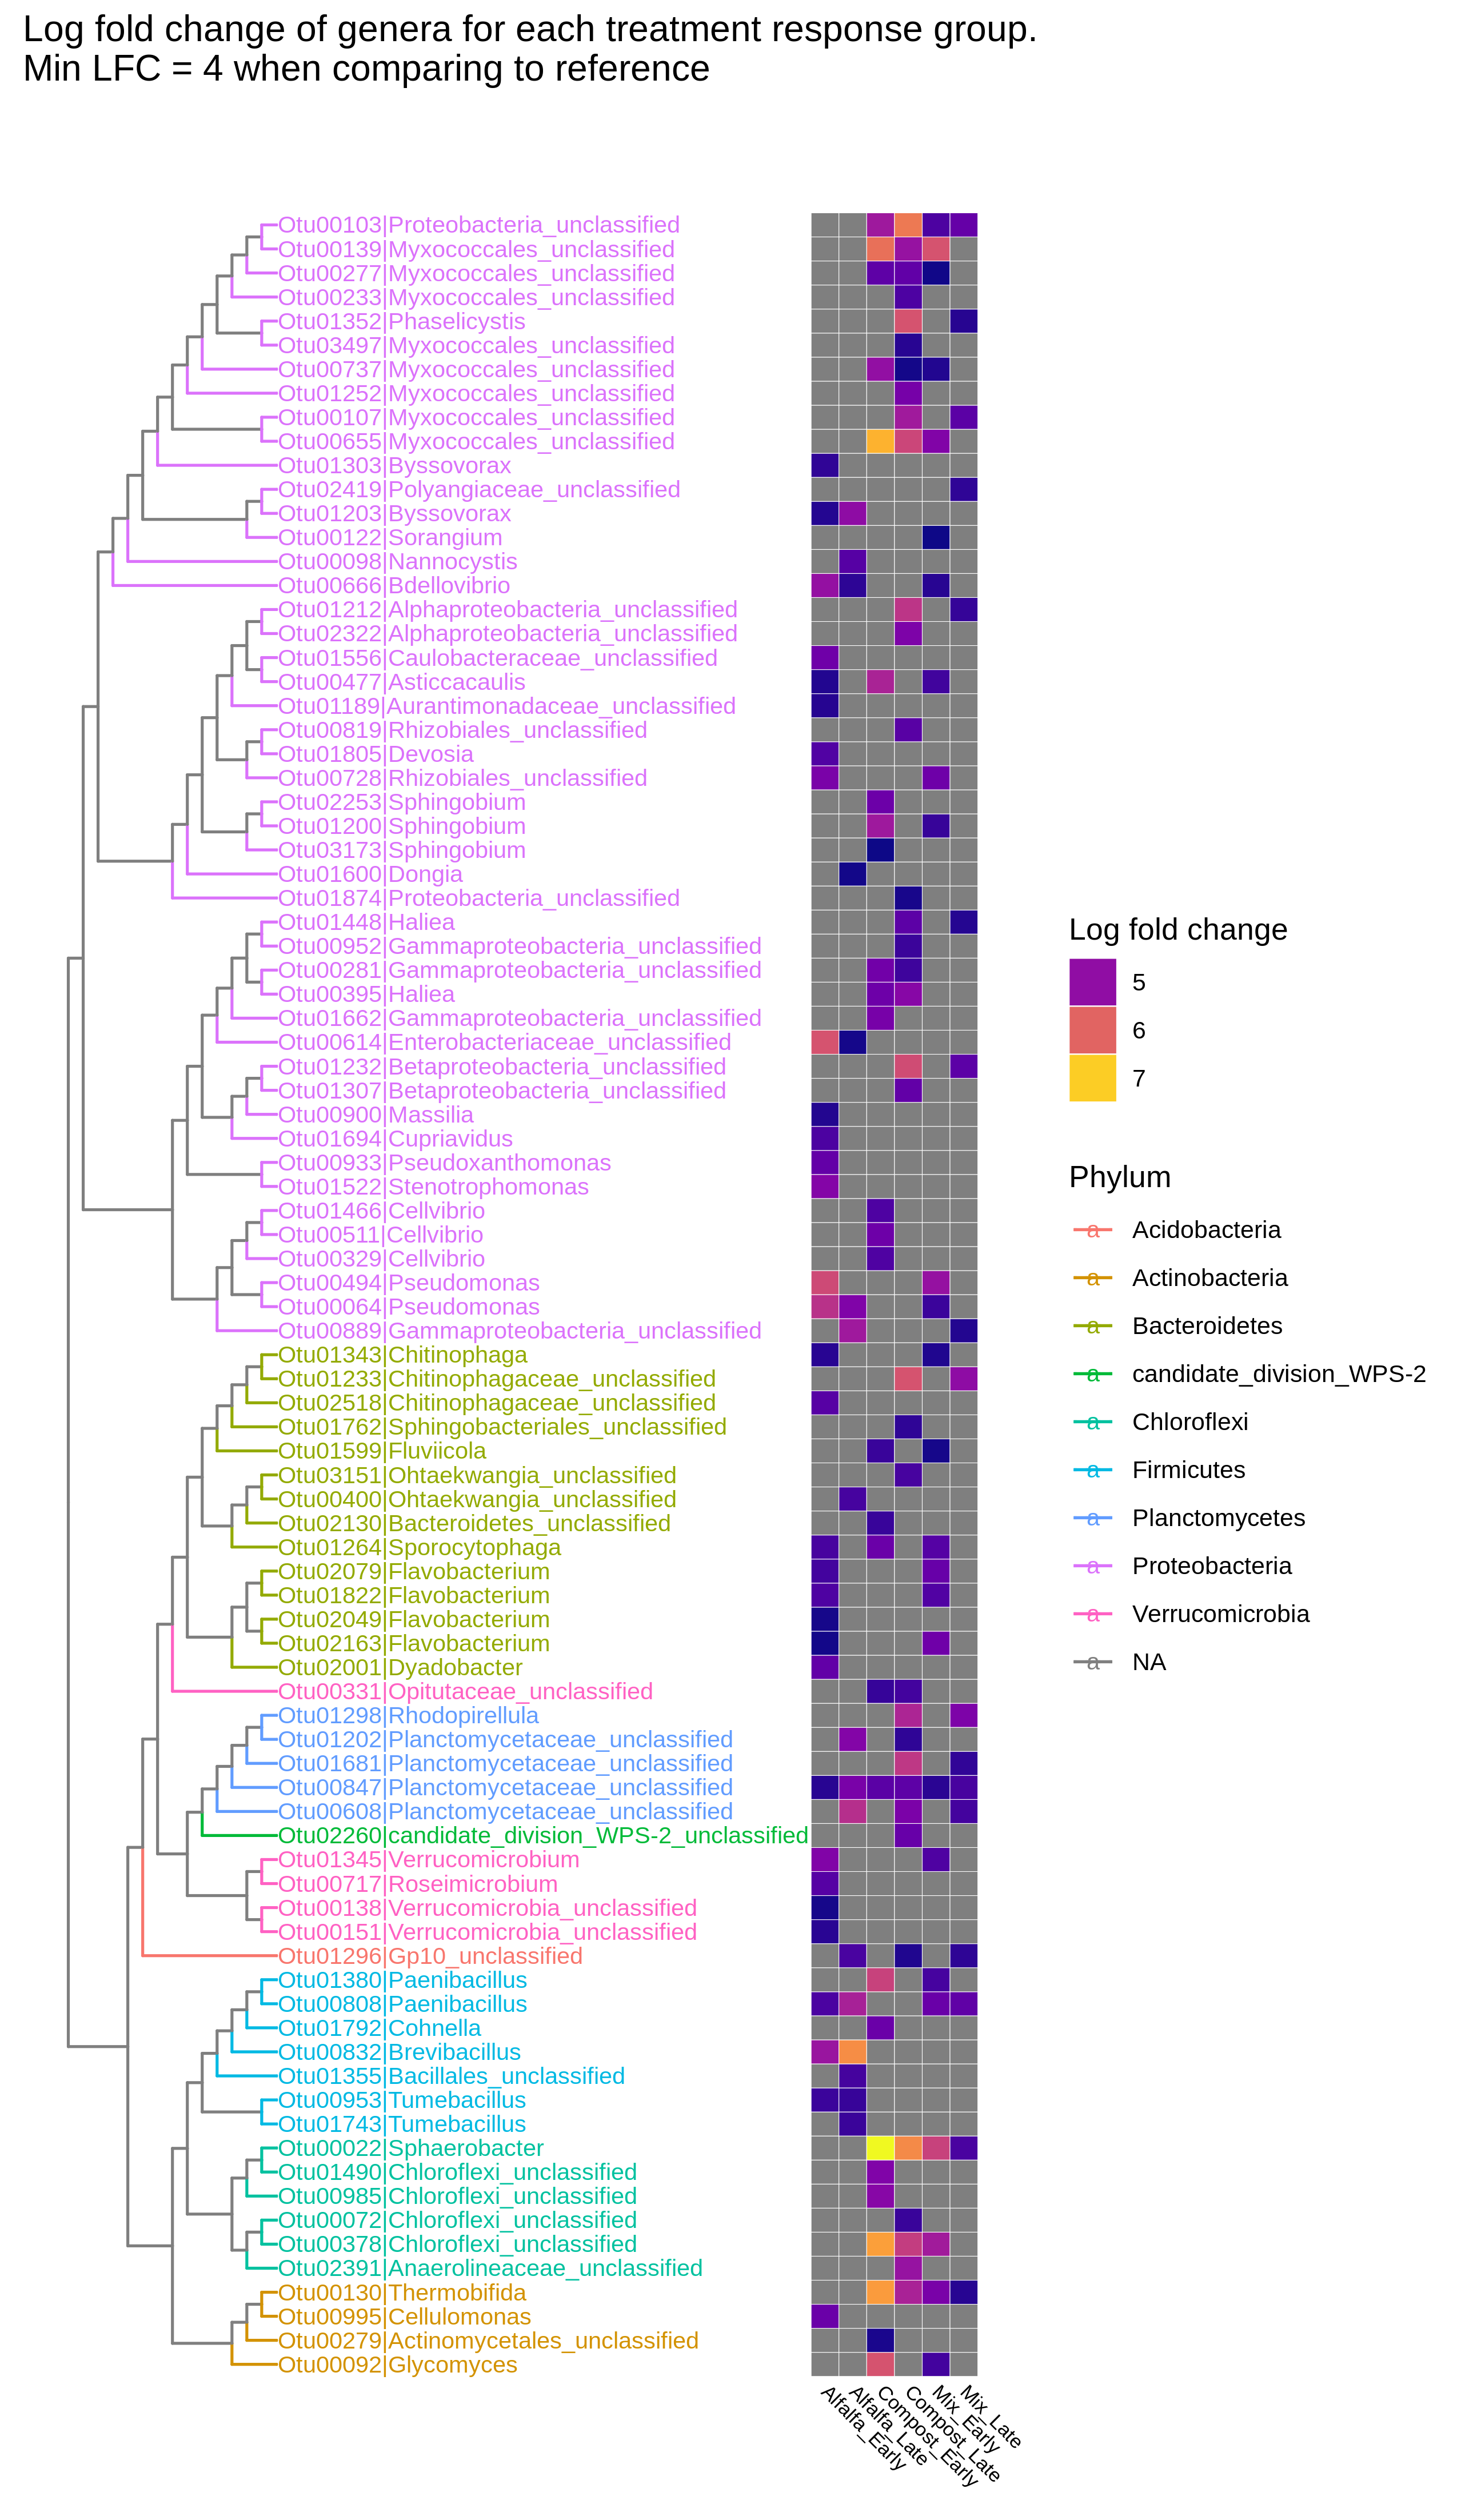 Log fold change of genera for each treatment response group.
Min LFC = 4 when comparing to reference
Otu00103|Proteobacteria_unclassified
Otu00139|Myxococcales_unclassified
Otu00277|Myxococcales_unclassified
Otu00233|Myxococcales_unclassified
Otu01352|Phaselicystis
Otu03497|Myxococcales_unclassified
Otu00737|Myxococcales_unclassified
Otu01252|Myxococcales_unclassified
Otu00107|Myxococcales_unclassified
Otu00655|Myxococcales_unclassified
Otu01303|Byssovorax
Otu02419|Polyangiaceae_unclassified
Otu01203|Byssovorax
Otu00122|Sorangium
Otu00098|Nannocystis
Otu00666|Bdellovibrio
Otu01212|Alphaproteobacteria_unclassified
Otu02322|Alphaproteobacteria_unclassified
Otu01556|Caulobacteraceae_unclassified
Otu00477|Asticcacaulis
Otu01189|Aurantimonadaceae_unclassified
Otu00819|Rhizobiales_unclassified
Otu01805|Devosia
Otu00728|Rhizobiales_unclassified
Otu02253|Sphingobium
Otu01200|Sphingobium
Otu03173|Sphingobium
Otu01600|Dongia
Otu01874|Proteobacteria_unclassified
Otu01448|Haliea
Otu00952|Gammaproteobacteria_unclassified
Otu00281|Gammaproteobacteria_unclassified
Otu00395|Haliea
Otu01662|Gammaproteobacteria_unclassified
Otu00614|Enterobacteriaceae_unclassified
Otu01232|Betaproteobacteria_unclassified
Otu01307|Betaproteobacteria_unclassified
Otu00900|Massilia
Otu01694|Cupriavidus
Otu00933|Pseudoxanthomonas
Otu01522|Stenotrophomonas
Otu01466|Cellvibrio
Otu00511|Cellvibrio
Otu00329|Cellvibrio
Otu00494|Pseudomonas
Otu00064|Pseudomonas
Otu00889|Gammaproteobacteria_unclassified
Otu01343|Chitinophaga
Otu01233|Chitinophagaceae_unclassified
Otu02518|Chitinophagaceae_unclassified
Otu01762|Sphingobacteriales_unclassified
Otu01599|Fluviicola
Otu03151|Ohtaekwangia_unclassified
Otu00400|Ohtaekwangia_unclassified
Otu02130|Bacteroidetes_unclassified
Otu01264|Sporocytophaga
Otu02079|Flavobacterium
Otu01822|Flavobacterium
Otu02049|Flavobacterium
Otu02163|Flavobacterium
Otu02001|Dyadobacter
Otu00331|Opitutaceae_unclassified
Otu01298|Rhodopirellula
Otu01202|Planctomycetaceae_unclassified
Otu01681|Planctomycetaceae_unclassified
Otu00847|Planctomycetaceae_unclassified
Otu00608|Planctomycetaceae_unclassified
Otu02260|candidate_division_WPS-2_unclassified
Otu01345|Verrucomicrobium
Otu00717|Roseimicrobium
Otu00138|Verrucomicrobia_unclassified
Otu00151|Verrucomicrobia_unclassified
Otu01296|Gp10_unclassified
Otu01380|Paenibacillus
Otu00808|Paenibacillus
Otu01792|Cohnella
Otu00832|Brevibacillus
Otu01355|Bacillales_unclassified
Otu00953|Tumebacillus
Otu01743|Tumebacillus
Otu00022|Sphaerobacter
Otu01490|Chloroflexi_unclassified
Otu00985|Chloroflexi_unclassified
Otu00072|Chloroflexi_unclassified
Otu00378|Chloroflexi_unclassified
Otu02391|Anaerolineaceae_unclassified
Otu00130|Thermobifida
Otu00995|Cellulomonas
Otu00279|Actinomycetales_unclassified
Otu00092|Glycomyces
Alfalfa_Early
Alfalfa_Late
Compost_Early
Compost_Late
Mix_Early
Mix_Late
Log fold change
5
6
7
Phylum
a Acidobacteria
a Actinobacteria
a Bacteroidetes
a candidate_division_WPS-2
a Chloroflexi
a Firmicutes
a Planctomycetes
a Proteobacteria
a Verrucomicrobia
a NA